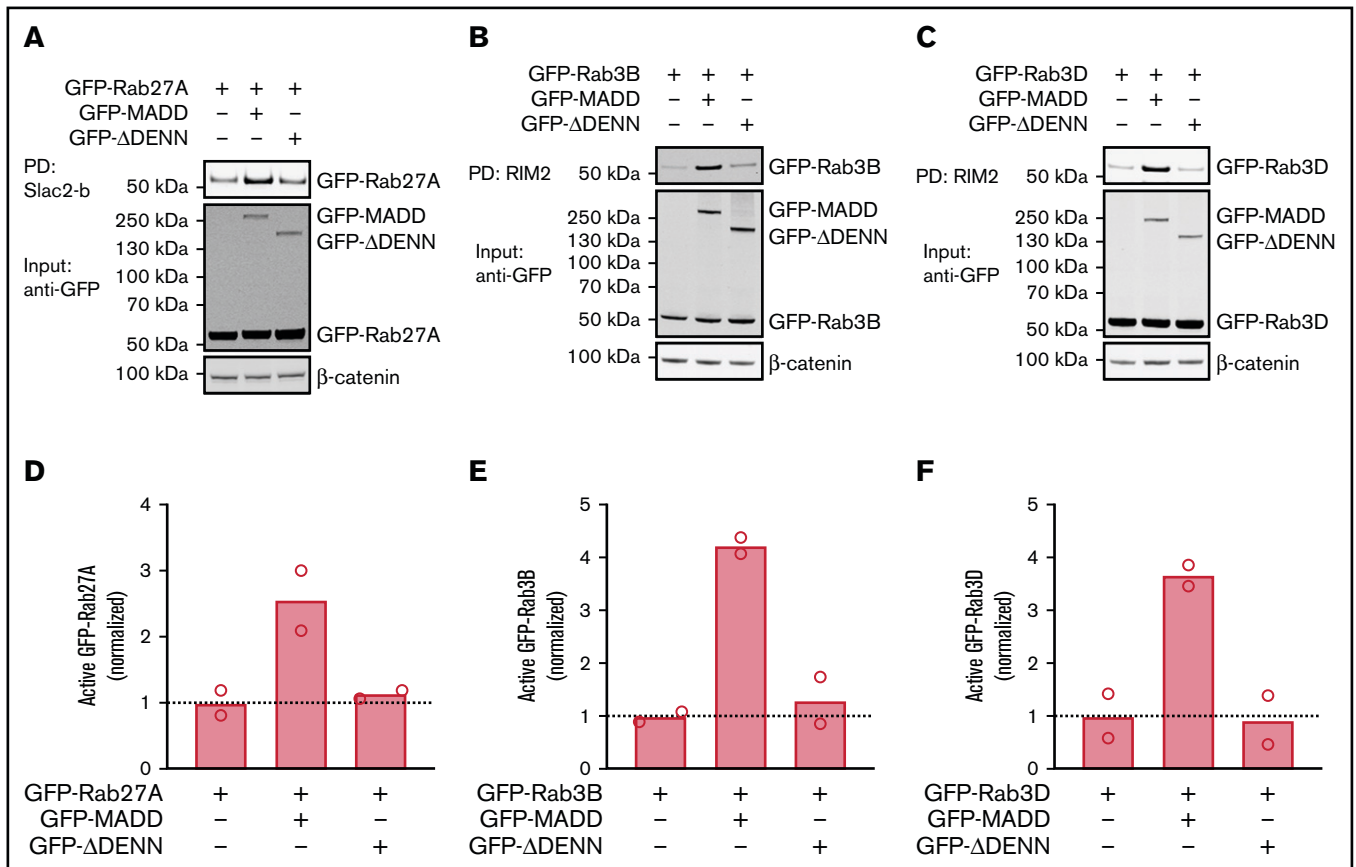 A
GFP-Rab27A + + +
GFP-MADD – + –
GFP-ΔDENN – – +
PD:
Slac2-b
50 kDa
GFP-Rab27A
Input:
anti-GFP
250 kDa
130 kDa
100 kDa
70 kDa
50 kDa
GFP-MADD
GFP-ΔDENN
GFP-Rab27A
100 kDa
β-catenin
B
GFP-Rab3B + + +
GFP-MADD – + –
GFP-ΔDENN – – +
PD: RIM2
50 kDa
GFP-Rab3B
Input:
anti-GFP
250 kDa
130 kDa
100 kDa
70 kDa
50 kDa
GFP-MADD
GFP-ΔDENN
GFP-Rab3B
100 kDa
β-catenin
C
GFP-Rab3D + + +
GFP-MADD – + –
GFP-ΔDENN – – +
PD: RIM2
50 kDa
GFP-Rab3D
Input:
anti-GFP
250 kDa
130 kDa
100 kDa
70 kDa
50 kDa
GFP-MADD
GFP-ΔDENN
GFP-Rab3D
100 kDa
β-catenin
D
Active GFP-Rab27A
(normalized)
4
3
2
1
0
GFP-Rab27A + + +
GFP-MADD – + –
GFP-ΔDENN – – +
E
Active GFP-Rab3B
(normalized)
5
4
3
2
1
0
GFP-Rab3B + + +
GFP-MADD – + –
GFP-ΔDENN – – +
F
Active GFP-Rab3D
(normalized)
5
4
3
2
1
0
GFP-Rab3D + + +
GFP-MADD – + –
GFP-ΔDENN – – +